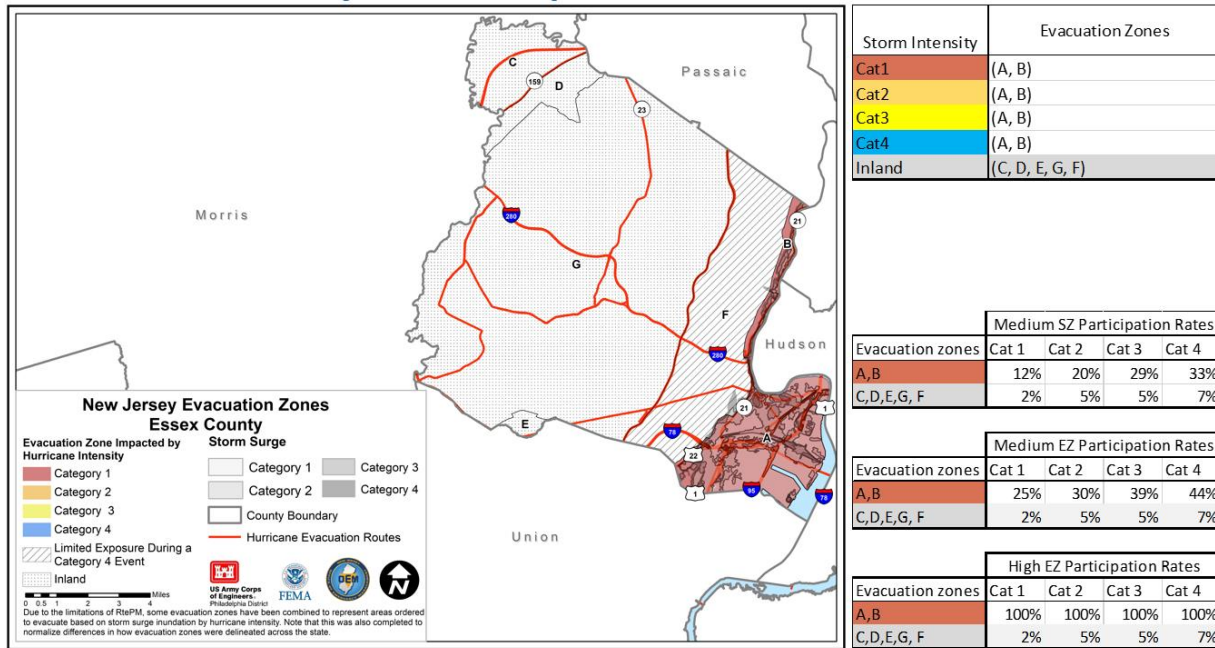 C
D
159
23
Passaic
Morris
280
21
B
G
F
280
Hudson
E
21
1
78
A
22
1
95
78
Union
New Jersey Evacuation Zones
Essex County
Evacuation Zone Impacted by
Hurricane Intensity
Category 1
Category 2
Category 3
Category 4
Limited Exposure During a
Category 4 Event
Inland
Storm Surge
Category 1
Category 3
Category 2
Category 4
County Boundary
Hurricane Evacuation Routes
US Army Corps
of Engineers.
Philadelphia District
FEMA
OEM
N
0 0.5 1 2 3 4 Miles
Due to the limitations of RtePM, some evacuation zones have been combined to represent areas ordered
to evacuate based on storm surge inundation by hurricane intensity. Note that this was also completed to
normalize differences in how evacuation zones were delineated across the state.
Storm Intensity Evacuation Zones
Cat1 (A, B)
Cat2 (A, B)
Cat3 (A, B)
Cat4 (A, B)
Inland (C, D, E, G, F)
Medium SZ Participation Rates
Evacuation zones Cat 1 Cat 2 Cat 3 Cat 4
A,B 12% 20% 29% 33%
C,D,E,G, F 2% 5% 5% 7%
Medium EZ Participation Rates
Evacuation zones Cat 1 Cat 2 Cat 3 Cat 4
A,B 25% 30% 39% 44%
C,D,E,G, F 2% 5% 5% 7%
High EZ Participation Rates
Evacuation zones Cat 1 Cat 2 Cat 3 Cat 4
A,B 100% 100% 100% 100%
C,D,E,G, F 2% 5% 5% 7%